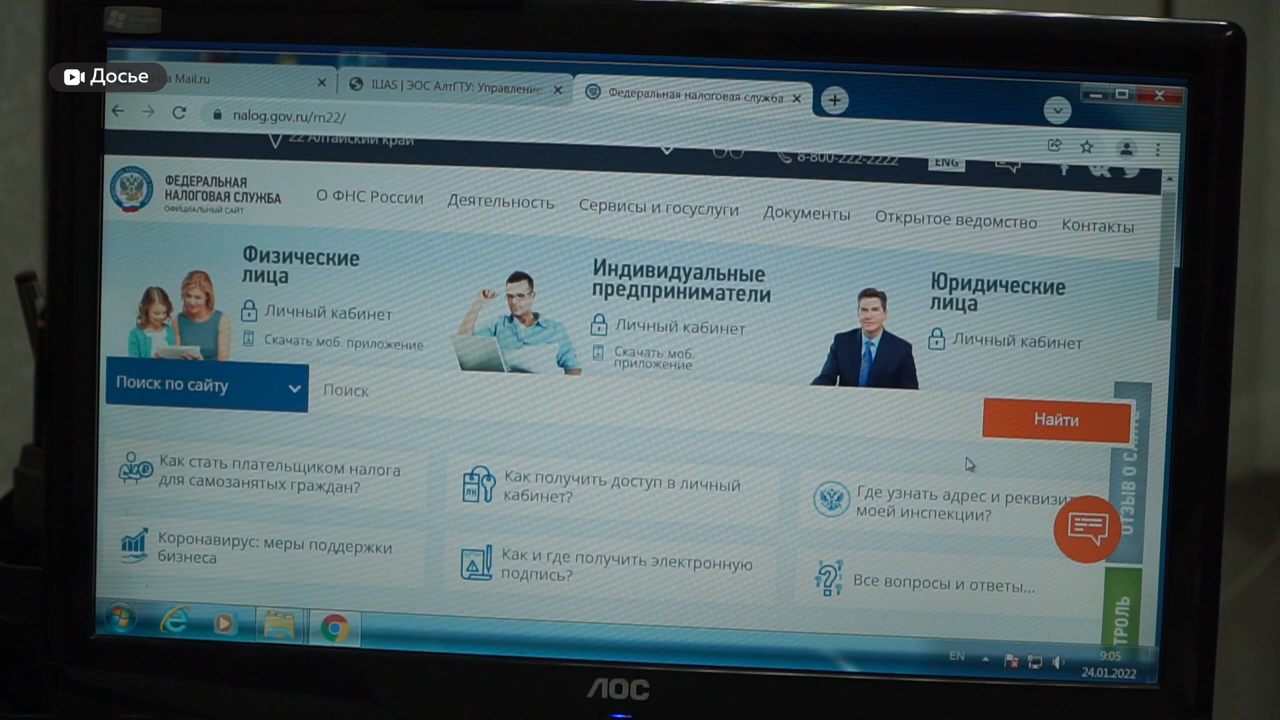 Досье
Mail.ru
ILIAS | ЭОС АлтГТУ: Управление
Федеральная налоговая служба
nalog.gov.ru/rn22/
22 Алтайский край
8-800-222-2222
ENG
ФЕДЕРАЛЬНАЯ
НАЛОГОВАЯ СЛУЖБА
ОФИЦИАЛЬНЫЙ САЙТ
О ФНС России
Деятельность
Сервисы и госуслуги
Документы
Открытое ведомство
Контакты
Физические
лица
Личный кабинет
Скачать моб. приложение
Индивидуальные
предприниматели
Личный кабинет
Скачать моб.
приложение
Юридические
лица
Личный кабинет
Поиск по сайту
Поиск
Найти
Как стать плательщиком налога
для самозанятых граждан?
Как получить доступ в личный
кабинет?
Где узнать адрес и реквизит
моей инспекции?
Коронавирус: меры поддержки
бизнеса
Как и где получить электронную
подпись?
Все вопросы и ответы...
ОТЗЫВ О САЙТЕ
ТРОЛЬ
EN
9:05
24.01.2022
AOC